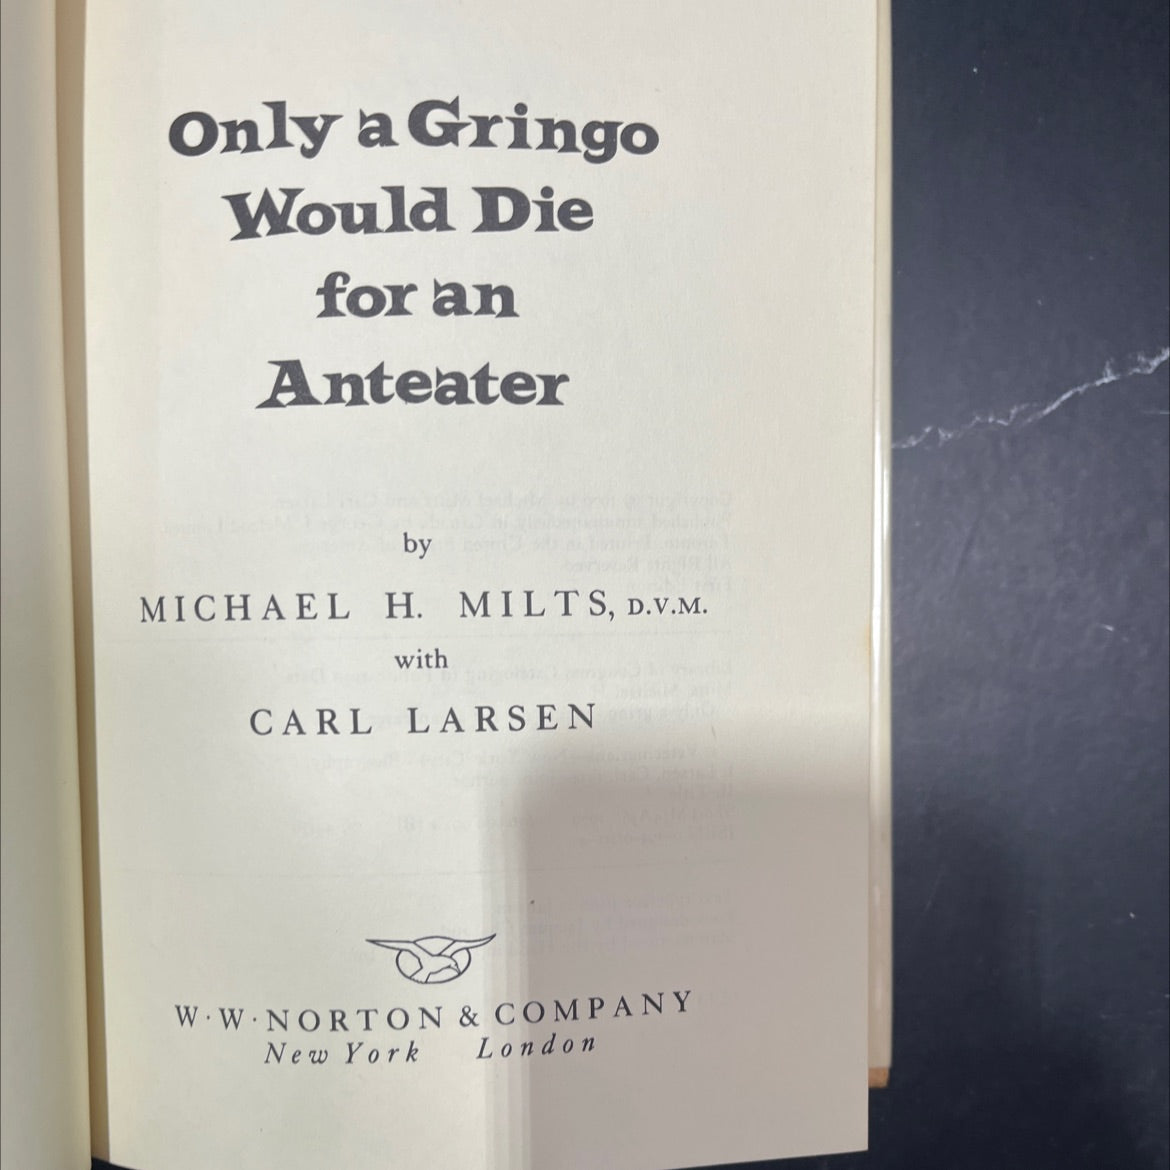 Only a Gringo
Would Die
for an
Anteater
by
MICHAEL H. MILTS, D.V.M.
with
CARL LARSEN
W · W · NORTON & COMPANY
New York London